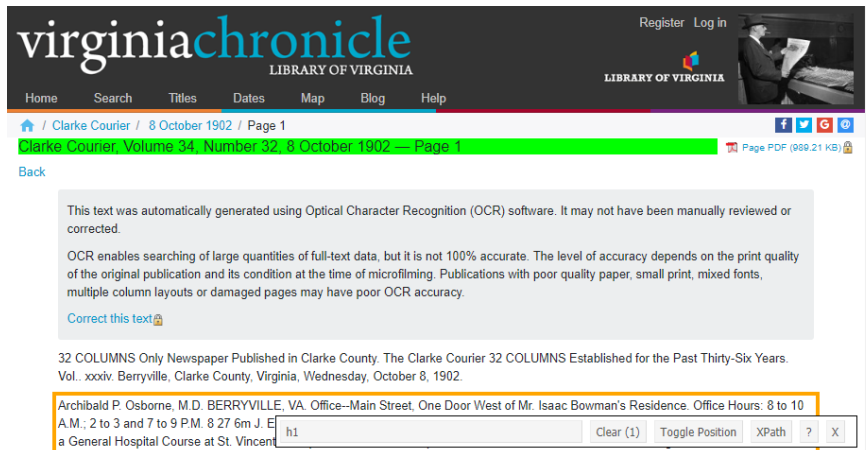 virginiachronicle
LIBRARY OF VIRGINIA
Register Log in
LIBRARY OF VIRGINIA
Home Search Titles Dates Map Blog Help
/ Clarke Courier / 8 October 1902 / Page 1
Clarke Courier, Volume 34, Number 32, 8 October 1902 — Page 1
Page PDF (989.21 KB)
Back
This text was automatically generated using Optical Character Recognition (OCR) software. It may not have been manually reviewed or
corrected.
OCR enables searching of large quantities of full-text data, but it is not 100% accurate. The level of accuracy depends on the print quality
of the original publication and its condition at the time of microfilming. Publications with poor quality paper, small print, mixed fonts,
multiple column layouts or damaged pages may have poor OCR accuracy.
Correct this text
32 COLUMNS Only Newspaper Published in Clarke County. The Clarke Courier 32 COLUMNS Established for the Past Thirty-Six Years.
Vol.. xxxiv. Berryville, Clarke County, Virginia, Wednesday, October 8, 1902.
Archibald P. Osborne, M.D. BERRYVILLE, VA. Office--Main Street, One Door West of Mr. Isaac Bowman's Residence. Office Hours: 8 to 10
A.M.; 2 to 3 and 7 to 9 P.M. 8 27 6m J. E
a General Hospital Course at St. Vincent
h1 Clear (1) Toggle Position XPath ? X